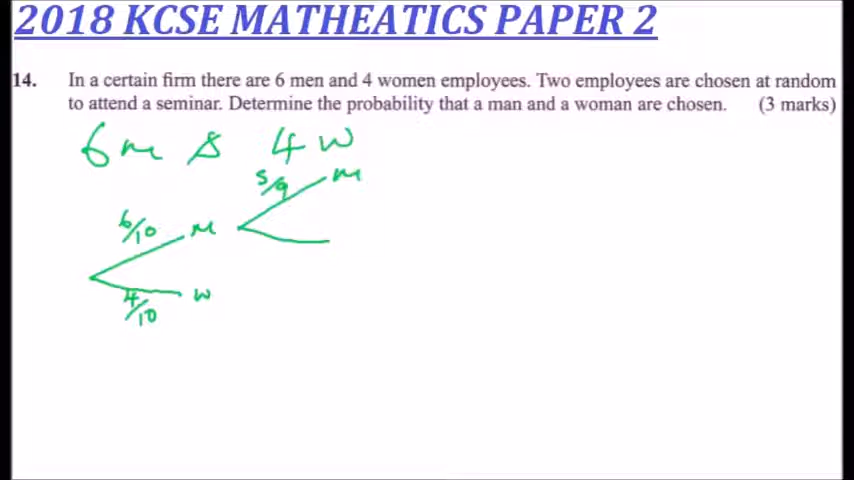 2018 KCSE MATHEATICS PAPER 2
14. In a certain firm there are 6 men and 4 women employees. Two employees are chosen at random
to attend a seminar. Determine the probability that a man and a woman are chosen. (3 marks)
6m & 4 W
5/9 M
6/10 M
4/10 W